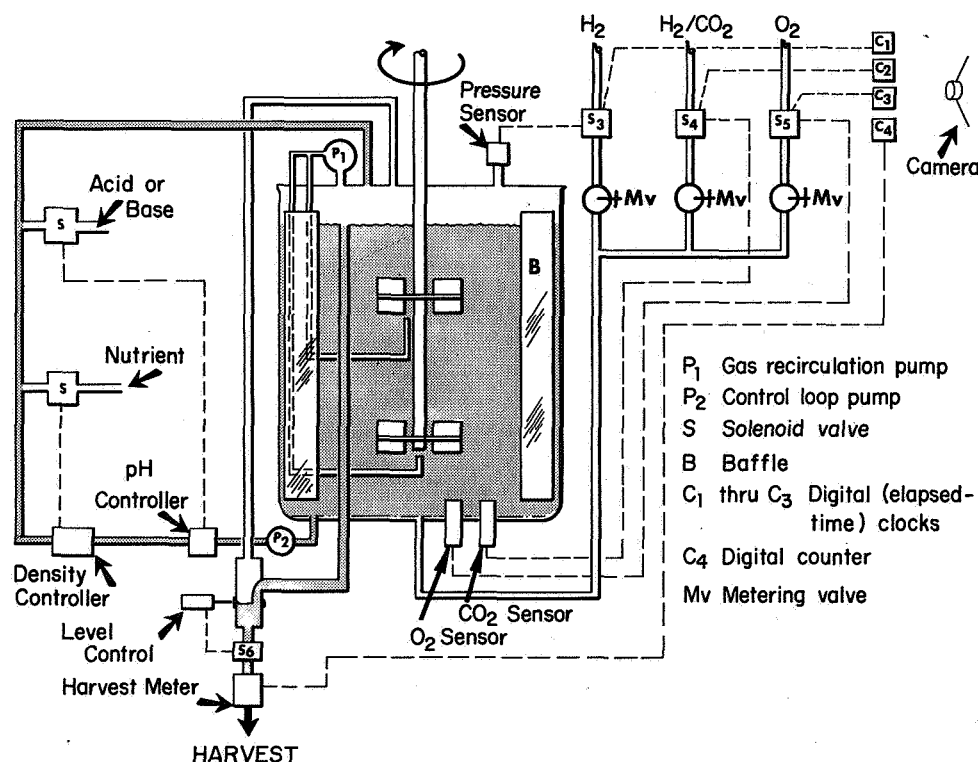 H2
H2/CO2
O2
C1
C2
C3
C4
Camera
Pressure
Sensor
S3
S4
S5
P1
Mv
Mv
Mv
Acid or
Base
S
B
Nutrient
S
pH
Controller
P2
Density
Controller
Level
Control
S6
Harvest Meter
HARVEST
O2 Sensor
CO2 Sensor
P1 Gas recirculation pump
P2 Control loop pump
S Solenoid valve
B Baffle
C1 thru C3 Digital (elapsed-
time) clocks
C4 Digital counter
Mv Metering valve